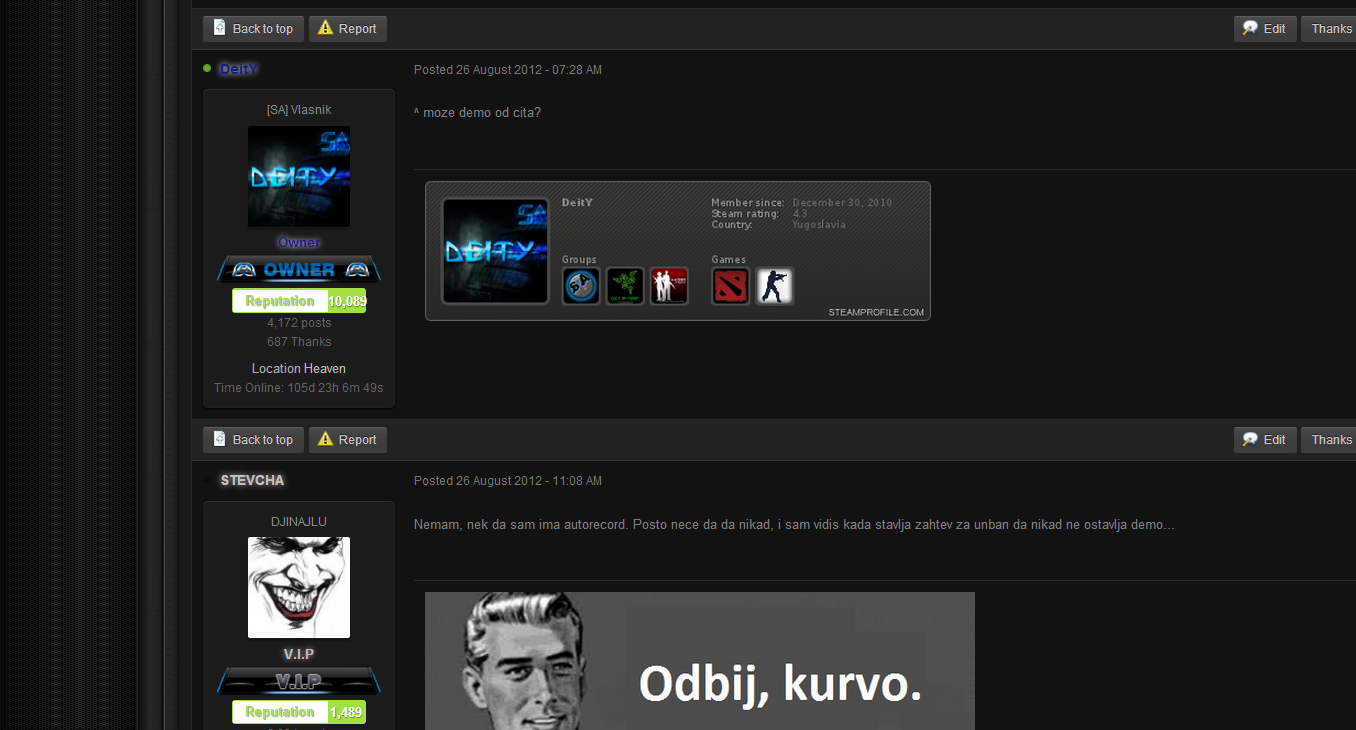 Back to top
Report
Edit
Thanks
DeitY
Posted 26 August 2012 - 07:28 AM
[SA] Vlasnik
^ moze demo od cita?
SA
DEITY
Owner
OWNER
Reputation 10,089
4,172 posts
687 Thanks
Location Heaven
Time Online: 105d 23h 6m 49s
SA
DEITY
DeitY
Member since: December 30, 2010
Steam rating: 4.3
Country: Yugoslavia
Groups
Games
STEAMPROFILE.COM
Back to top
Report
Edit
Thanks
STEVCHA
Posted 26 August 2012 - 11:08 AM
DJINAJLU
Nemam, nek da sam ima autorecord. Posto nece da da nikad, i sam vidis kada stavlja zahtev za unban da nikad ne ostavlja demo...
V.I.P
V.I.P
Reputation 1,489
Odbij, kurvo.